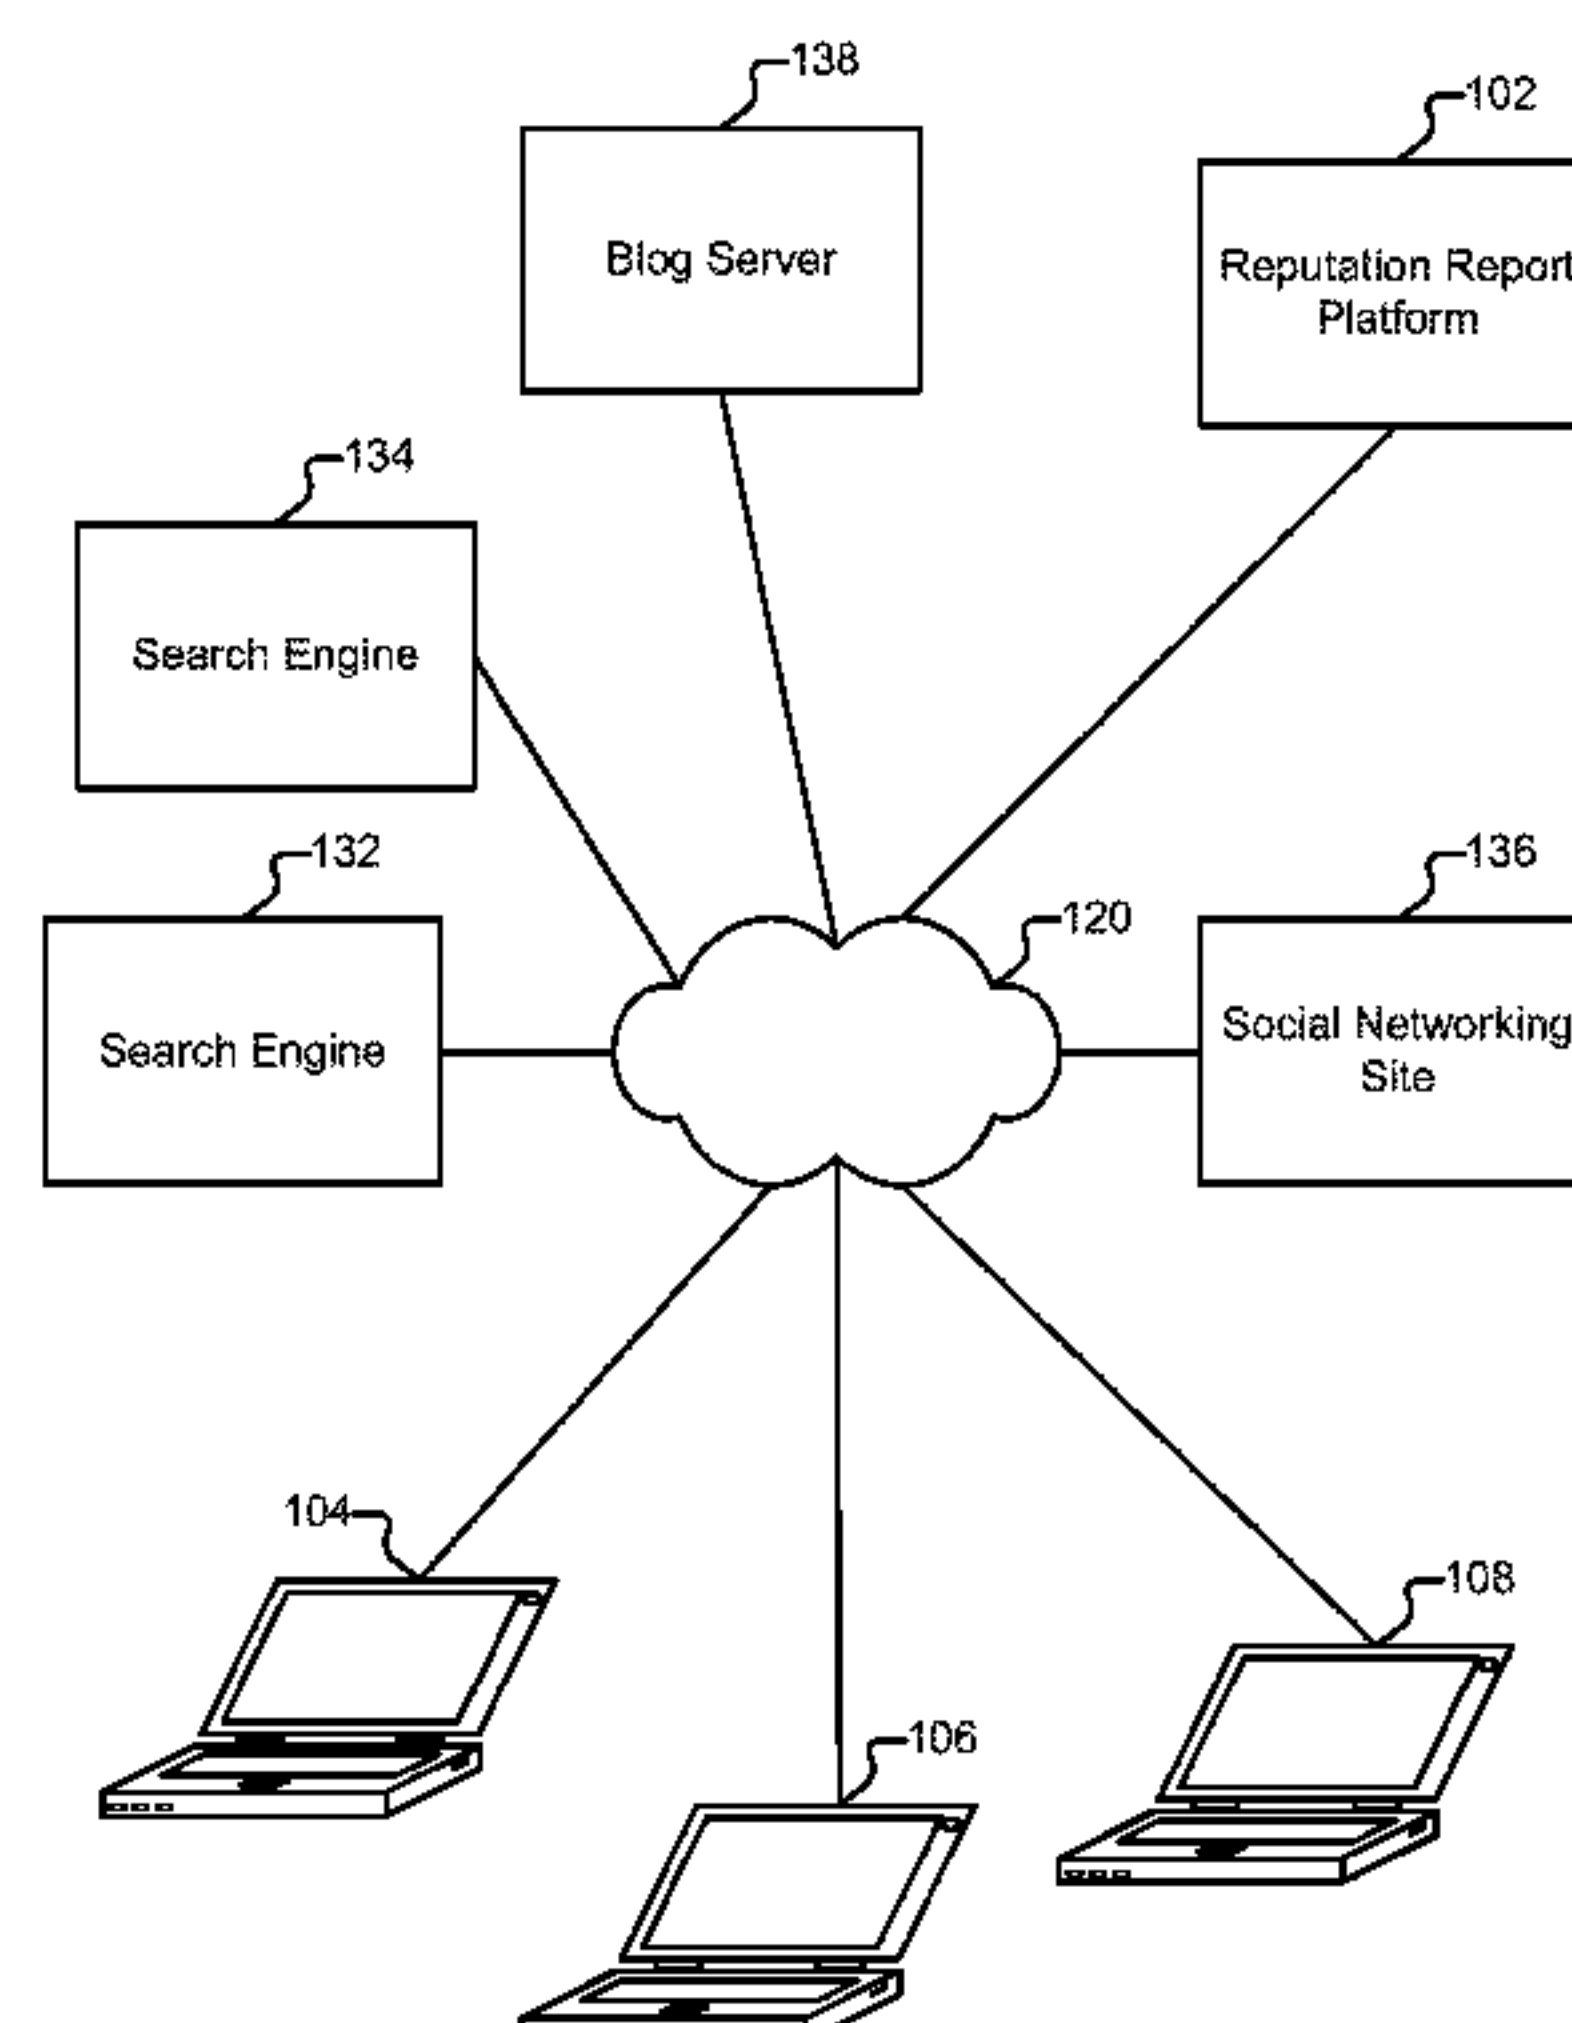 138
102
Blog Server
Reputation Report
Platform
134
Search Engine
132
136
120
Search Engine
Social Networking
Site
104
108
106